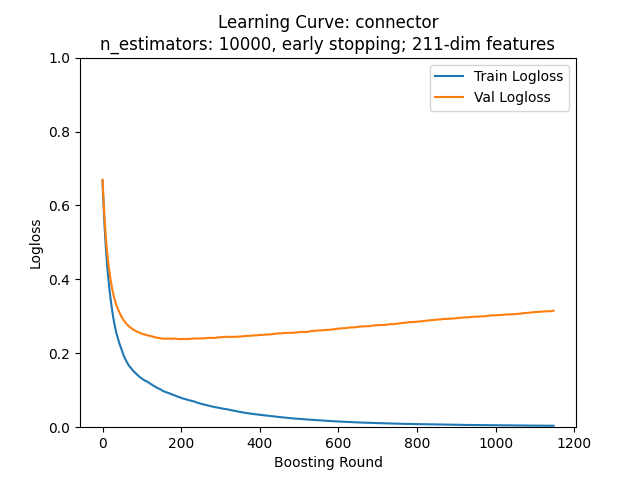 Learning Curve: connector
n_estimators: 10000, early stopping; 211-dim features
Train Logloss
Val Logloss
Logloss
1.0
0.8
0.6
0.4
0.2
0.0
0
200
400
600
800
1000
1200
Boosting Round